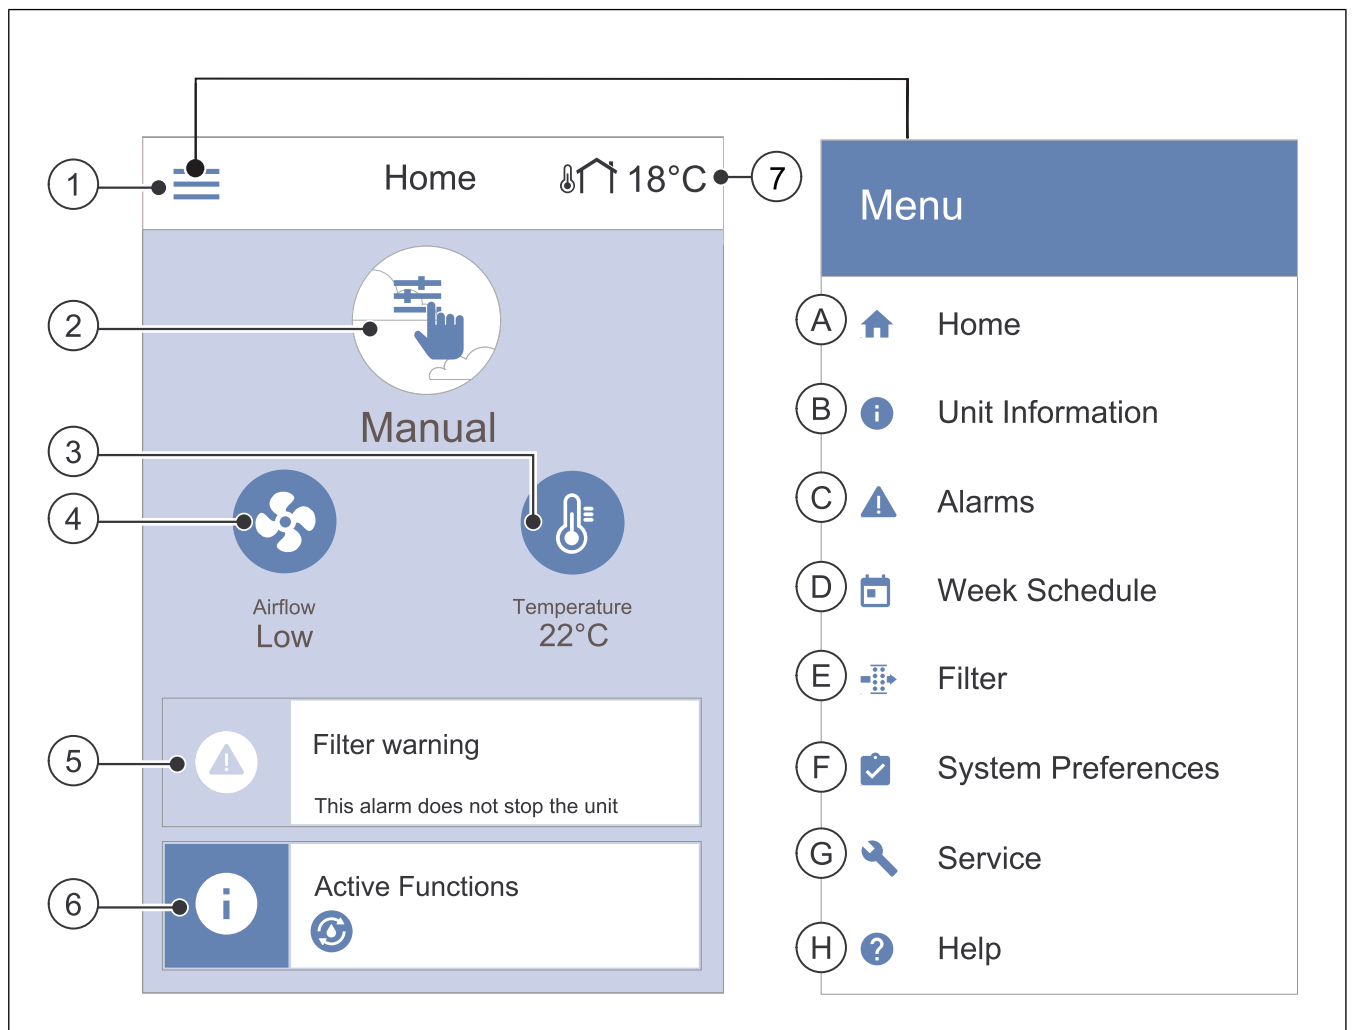 1
Home
18°C
7
Menu
2
Manual
3
4
Airflow
Low
Temperature
22°C
5
Filter warning
This alarm does not stop the unit
6
Active Functions
A Home
B Unit Information
C Alarms
D Week Schedule
E Filter
F System Preferences
G Service
H Help